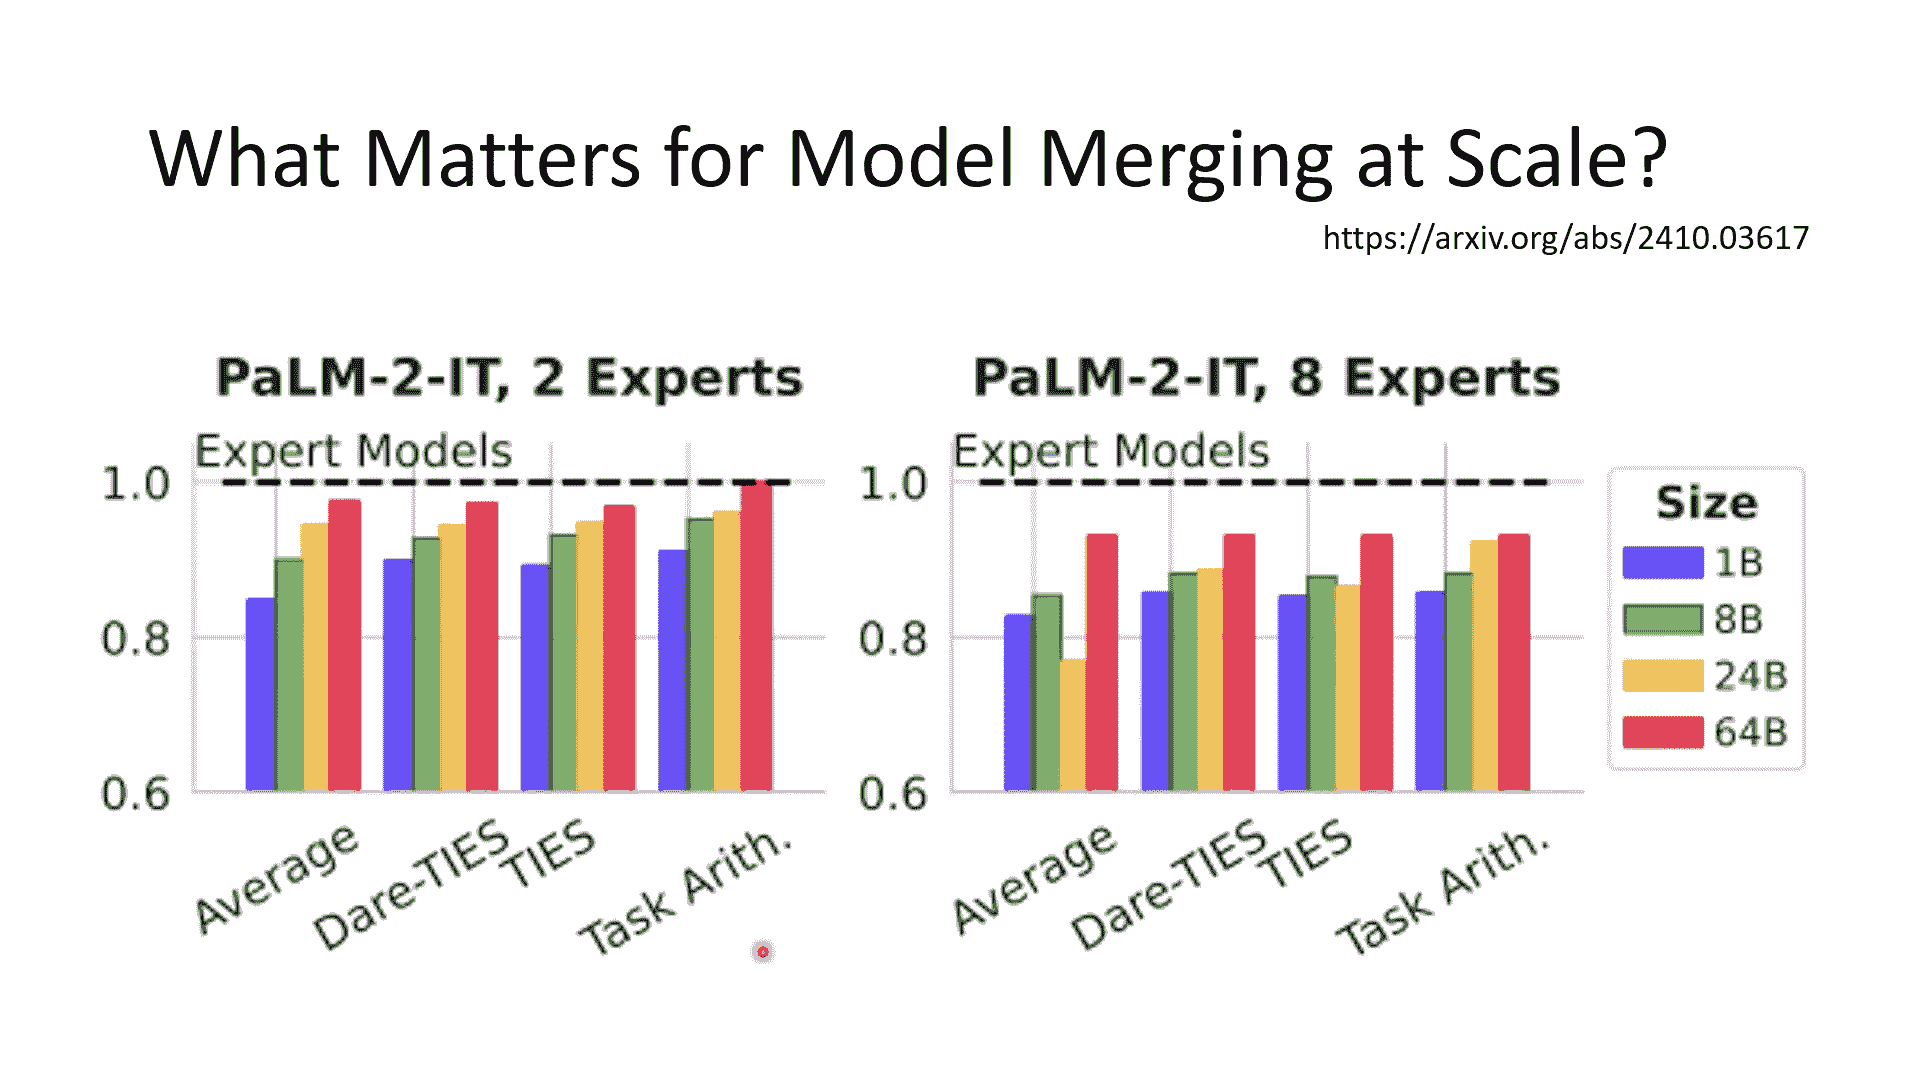 What Matters for Model Merging at Scale?
https://arxiv.org/abs/2410.03617
PaLM-2-IT, 2 Experts
Expert Models
1.0
0.8
0.6
Average
Dare-TIES
TIES
Task Arith.
PaLM-2-IT, 8 Experts
Expert Models
1.0
0.8
0.6
Average
Dare-TIES
TIES
Task Arith.
Size
1B
8B
24B
64B